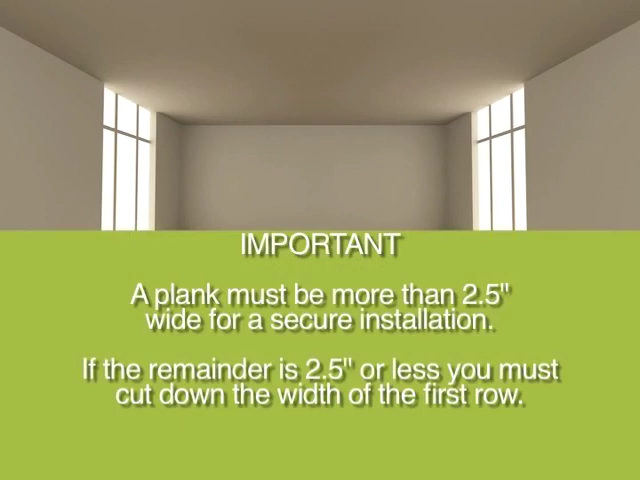 IMPORTANT
A plank must be more than 2.5"
wide for a secure installation.
If the remainder is 2.5" or less you must
cut down the width of the first row.